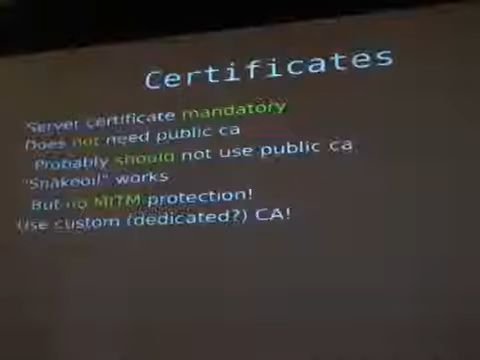 Certificates
Server certificate mandatory
Does not need public ca
Probably should not use public ca
"Snakeoil" works
But no MITM protection!
Use custom (dedicated?) CA!